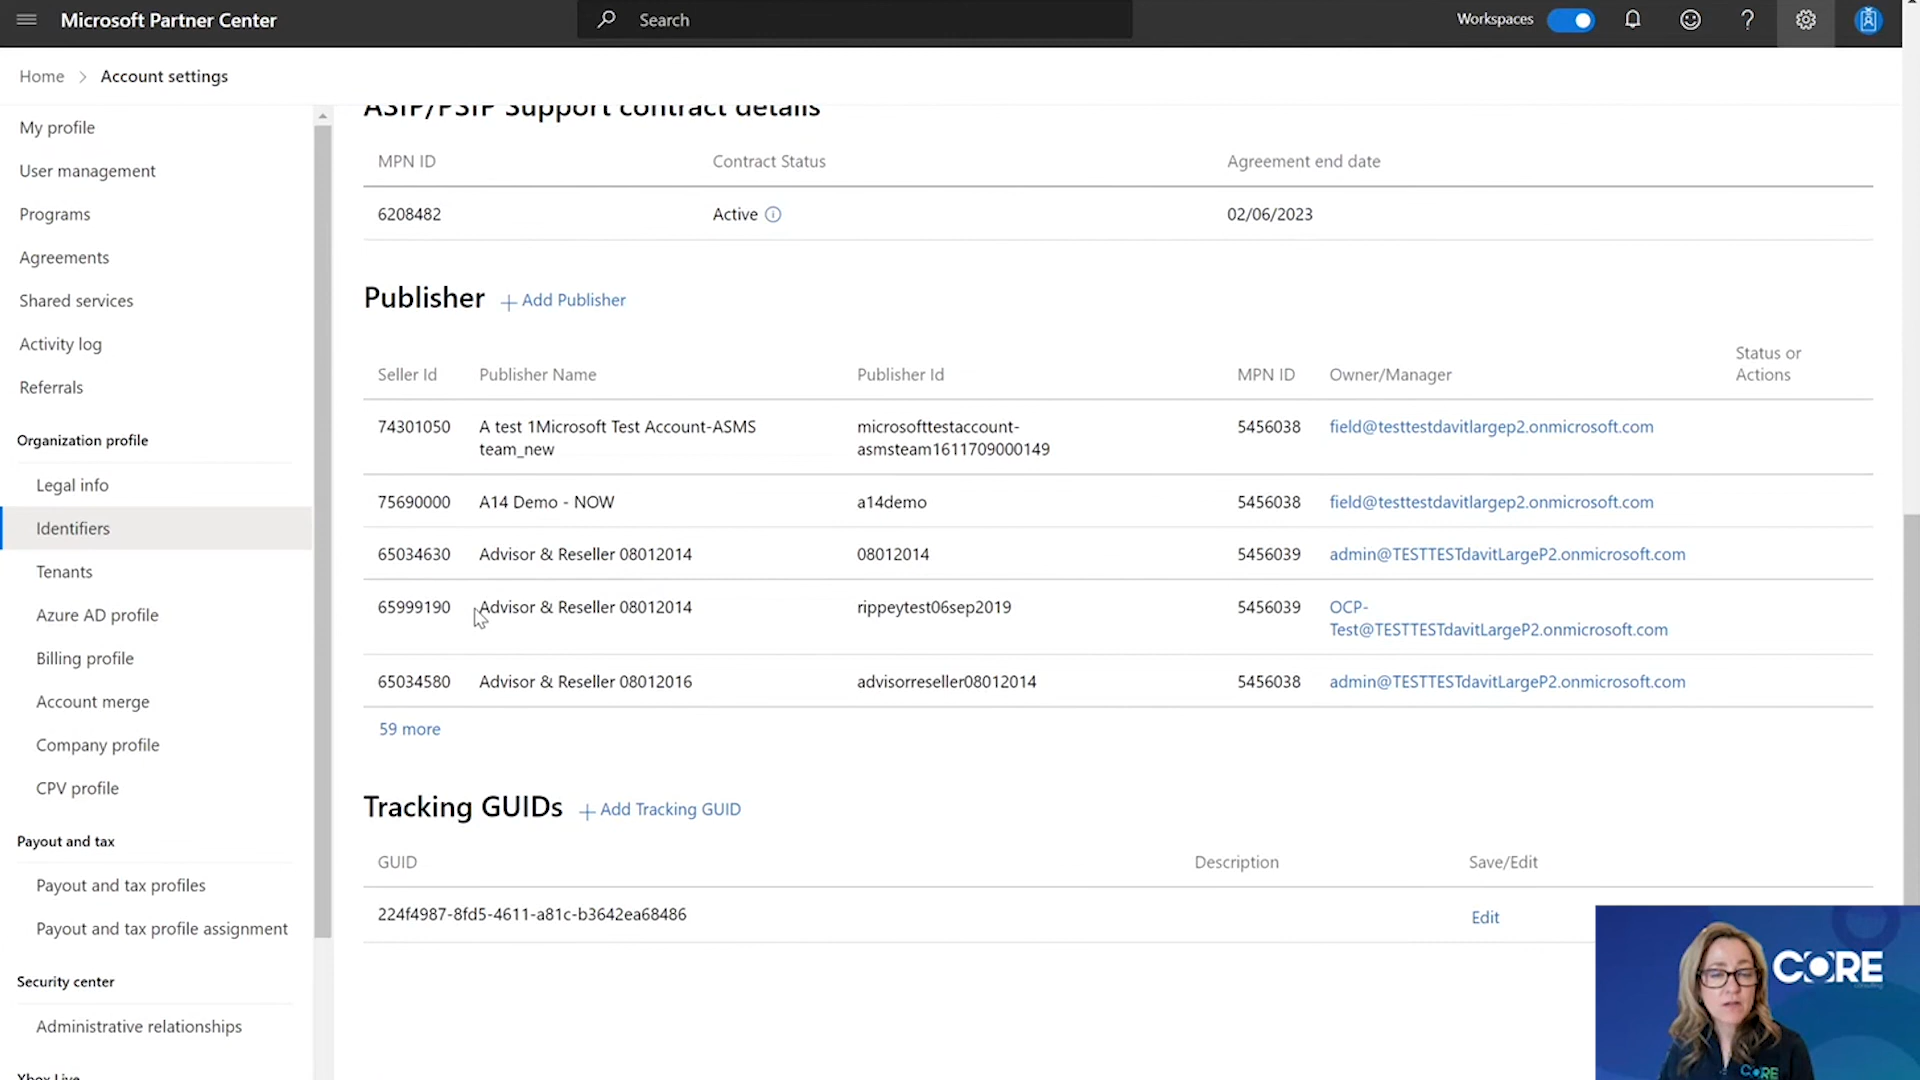 Microsoft Partner Center
Search
Workspaces
Home > Account settings
My profile
User management
Programs
Agreements
Shared services
Activity log
Referrals
Organization profile
Legal info
Identifiers
Tenants
Azure AD profile
Billing profile
Account merge
Company profile
CPV profile
Payout and tax
Payout and tax profiles
Payout and tax profile assignment
Security center
Administrative relationships
Xbox Live
ASfP/PSfP Support contract details
MPN ID Contract Status Agreement end date
6208482 Active 02/06/2023
Publisher + Add Publisher
Seller Id Publisher Name Publisher Id MPN ID Owner/Manager Status or
Actions
74301050 A test 1Microsoft Test Account-ASMS microsofttestaccount- 5456038 field@testtestdavitlargep2.onmicrosoft.com
team_new asmsteam1611709000149
75690000 A14 Demo - NOW a14demo 5456038 field@testtestdavitlargep2.onmicrosoft.com
65034630 Advisor & Reseller 08012014 08012014 5456039 admin@TESTTESTdavitLargeP2.onmicrosoft.com
65999190 Advisor & Reseller 08012014 rippeytest06sep2019 5456039 OCP-
Test@TESTTESTdavitLargeP2.onmicrosoft.com
65034580 Advisor & Reseller 08012016 advisorreseller08012014 5456038 admin@TESTTESTdavitLargeP2.onmicrosoft.com
59 more
Tracking GUIDs + Add Tracking GUID
GUID Description Save/Edit
224f4987-8fd5-4611-a81c-b3642ea68486 Edit
CORE
CORE